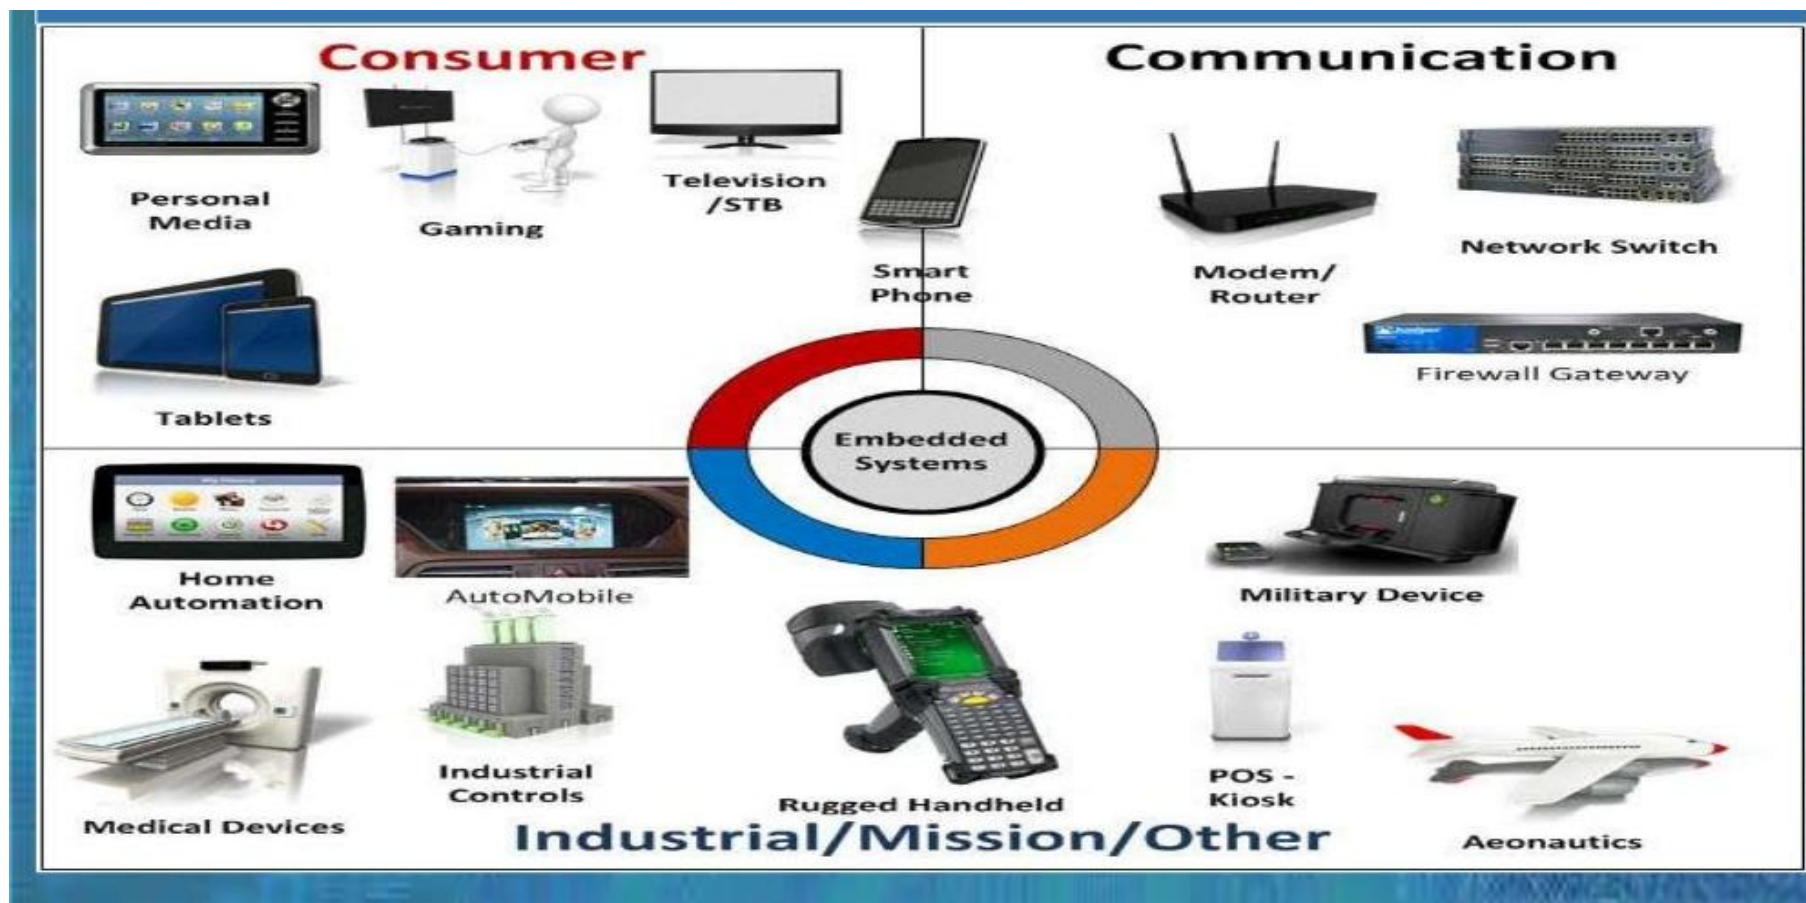 Consumer
Communication
Personal
Media
Gaming
Television
/STB
Smart
Phone
Modem/
Router
Network Switch
Firewall Gateway
Tablets
Embedded
Systems
Home
Automation
AutoMobile
Military Device
Medical Devices
Industrial
Controls
Rugged Handheld
POS -
Kiosk
Aeonautics
Industrial/Mission/Other